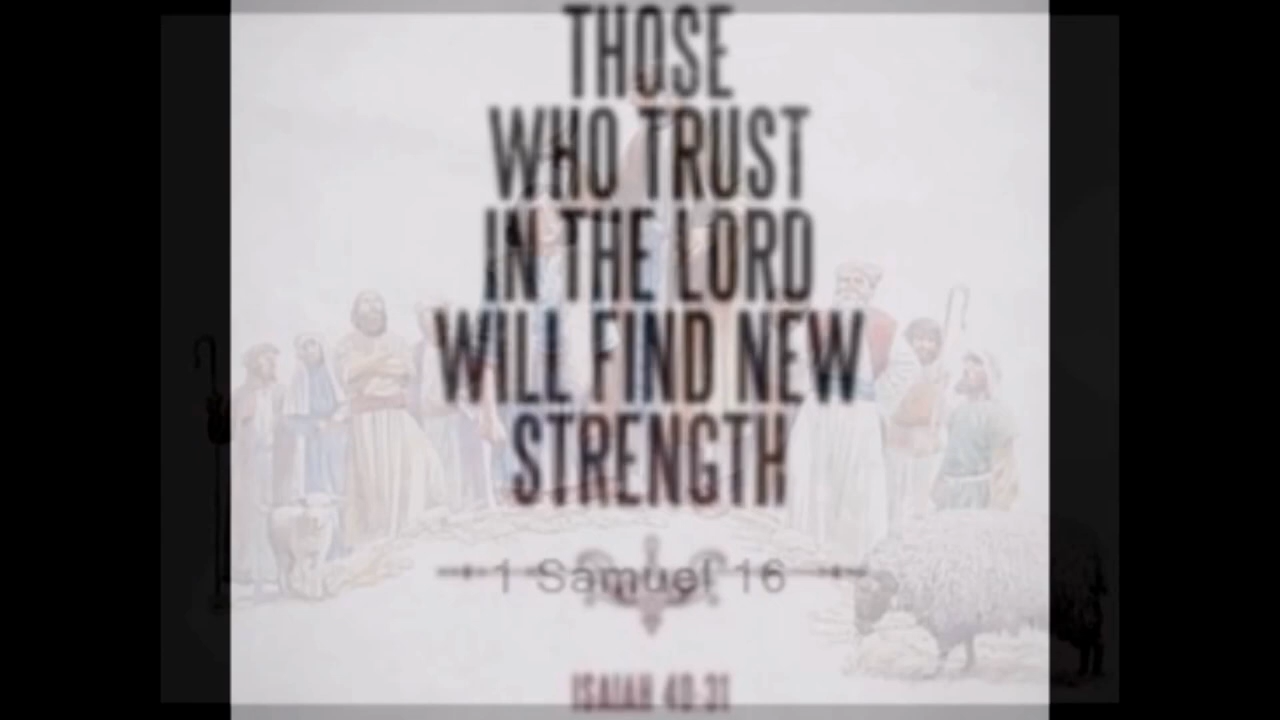 THOSE
WHO TRUST
IN THE LORD
WILL FIND NEW
STRENGTH
1 Samuel 16
ISAIAH 40:31